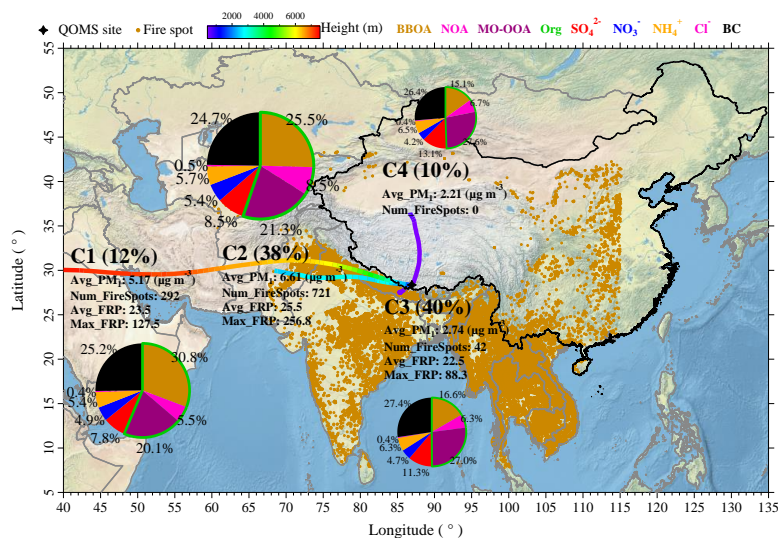 2000 4000 6000
QOMS site Fire spot Height (m) BBOA NOA MO-OOA Org SO₄²⁻ NO₃⁻ NH₄⁺ Cl⁻ BC
55
50
45
40
35
30
25
20
15
10
5
Latitude ( ° )
26.4% 15.1%
6.7%
0.4%
6.5%
4.2%
13.1%
27.6%
C4 (10%)
Avg_PM₁: 2.21 (μg m⁻³)
Num_FireSpots: 0
24.7% 25.5%
0.5%
8.5%
5.7%
5.4%
8.5%
21.3%
C1 (12%)
Avg_PM₁: 5.17 (μg m⁻³)
Num_FireSpots: 292
Avg_FRP: 23.5
Max_FRP: 127.5
C2 (38%)
Avg_PM₁: 6.61 (μg m⁻³)
Num_FireSpots: 721
Avg_FRP: 25.5
Max_FRP: 256.8
C3 (40%)
Avg_PM₁: 2.74 (μg m⁻³)
Num_FireSpots: 42
Avg_FRP: 22.5
Max_FRP: 88.3
25.2% 30.8%
0.4%
5.4%
5.5%
4.9%
7.8%
20.1%
27.4% 16.6%
6.3%
0.4%
6.3%
4.7%
11.3%
27.0%
40 45 50 55 60 65 70 75 80 85 90 95 100 105 110 115 120 125 130 135
Longitude ( ° )